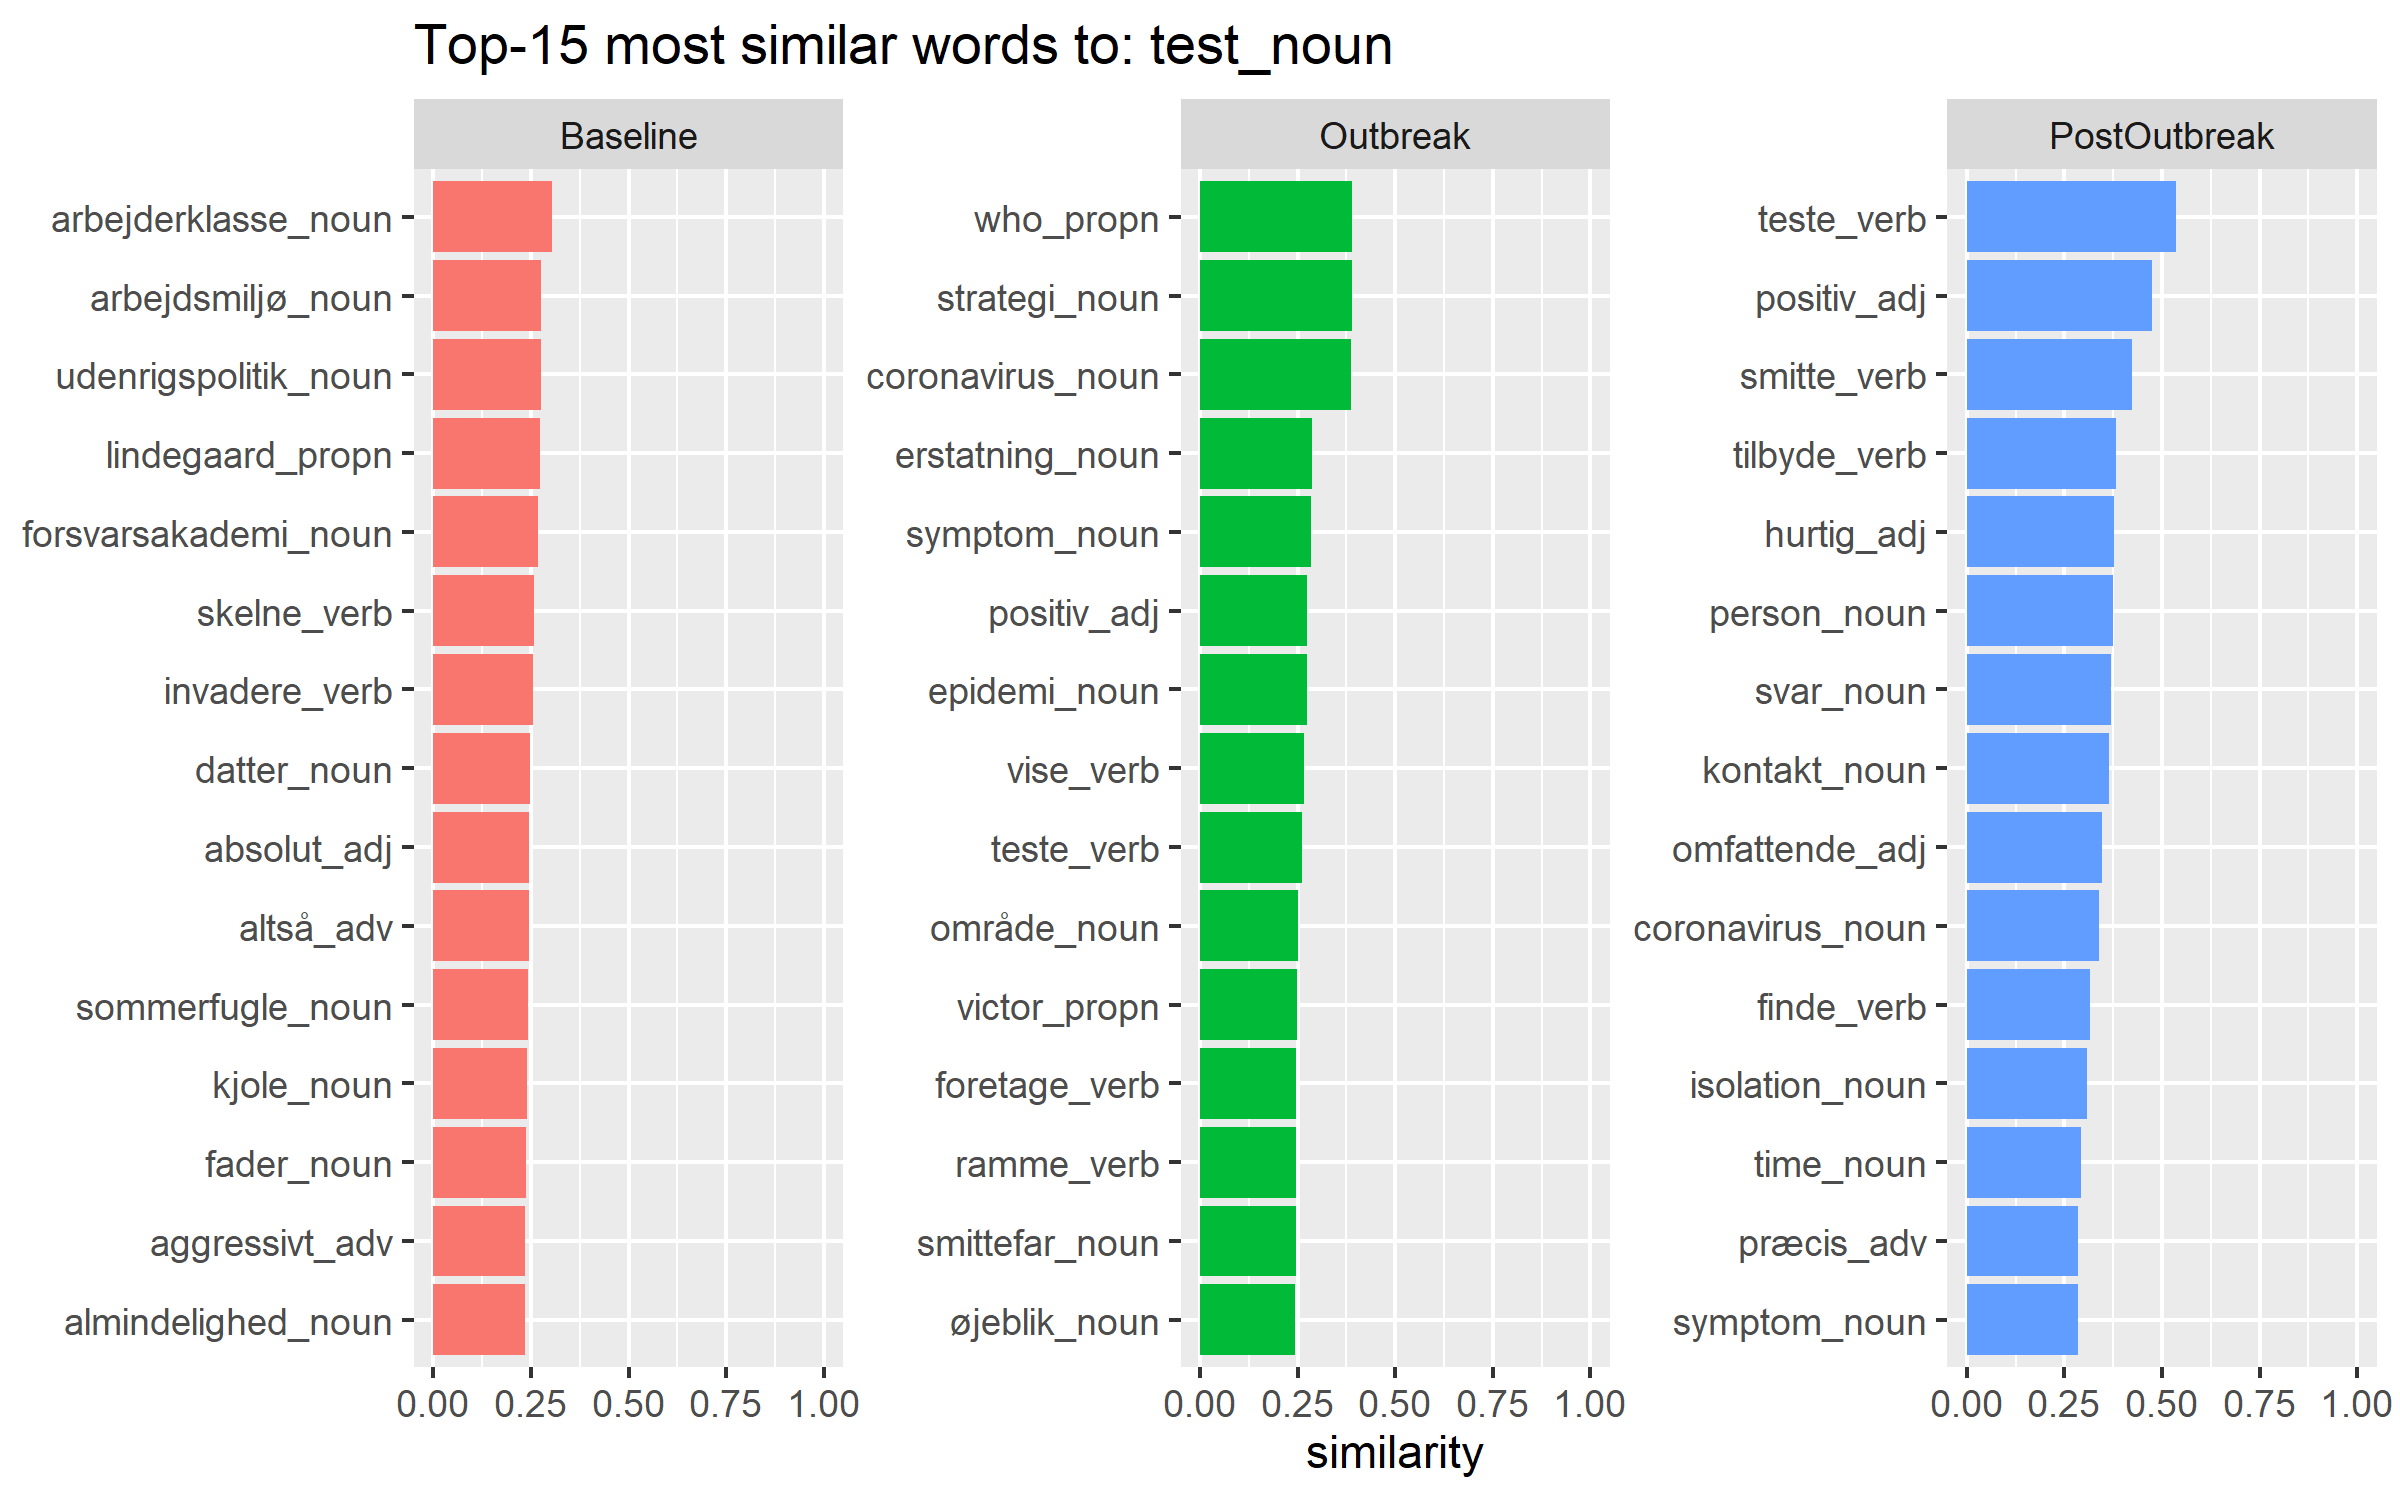 Top-15 most similar words to: test_noun
Baseline
arbejderklasse_noun
arbejdsmiljø_noun
udenrigspolitik_noun
lindegaard_propn
forsvarsakademi_noun
skelne_verb
invadere_verb
datter_noun
absolut_adj
altså_adv
sommerfugle_noun
kjole_noun
fader_noun
aggressivt_adv
almindelighed_noun
0.00 0.25 0.50 0.75 1.00
Outbreak
who_propn
strategi_noun
coronavirus_noun
erstatning_noun
symptom_noun
positiv_adj
epidemi_noun
vise_verb
teste_verb
område_noun
victor_propn
foretage_verb
ramme_verb
smittefar_noun
øjeblik_noun
0.00 0.25 0.50 0.75 1.00
PostOutbreak
teste_verb
positiv_adj
smitte_verb
tilbyde_verb
hurtig_adj
person_noun
svar_noun
kontakt_noun
omfattende_adj
coronavirus_noun
finde_verb
isolation_noun
time_noun
præcis_adv
symptom_noun
0.00 0.25 0.50 0.75 1.00
similarity